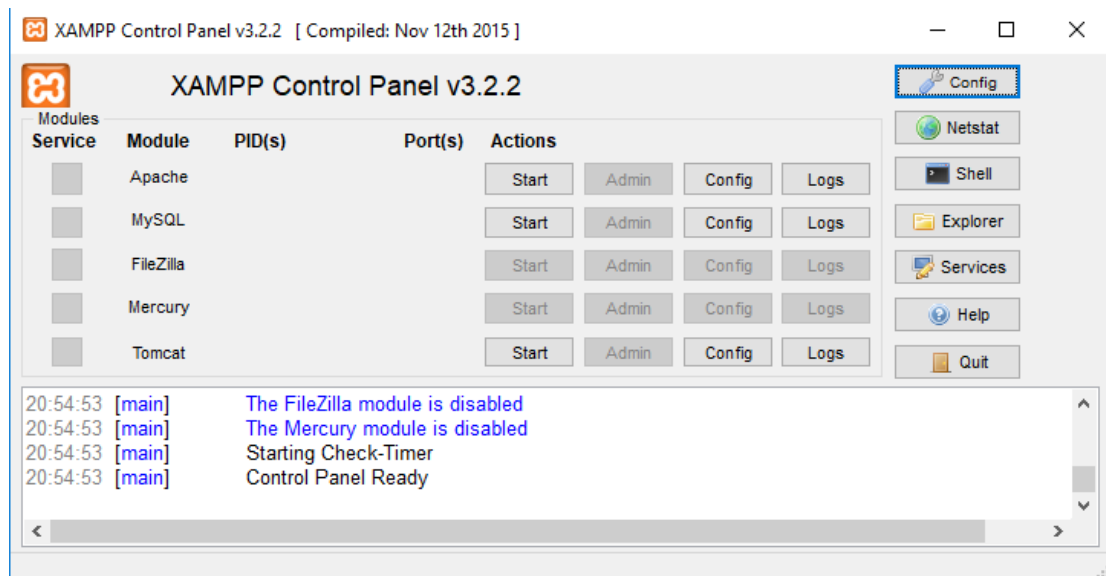 XAMPP Control Panel v3.2.2 [ Compiled: Nov 12th 2015 ]
XAMPP Control Panel v3.2.2
Config
Modules
Netstat
Service Module PID(s) Port(s) Actions
Apache Start Admin Config Logs
Shell
MySQL Start Admin Config Logs
Explorer
FileZilla Start Admin Config Logs
Services
Mercury Start Admin Config Logs
Help
Tomcat Start Admin Config Logs
Quit
20:54:53 [main] The FileZilla module is disabled
20:54:53 [main] The Mercury module is disabled
20:54:53 [main] Starting Check-Timer
20:54:53 [main] Control Panel Ready